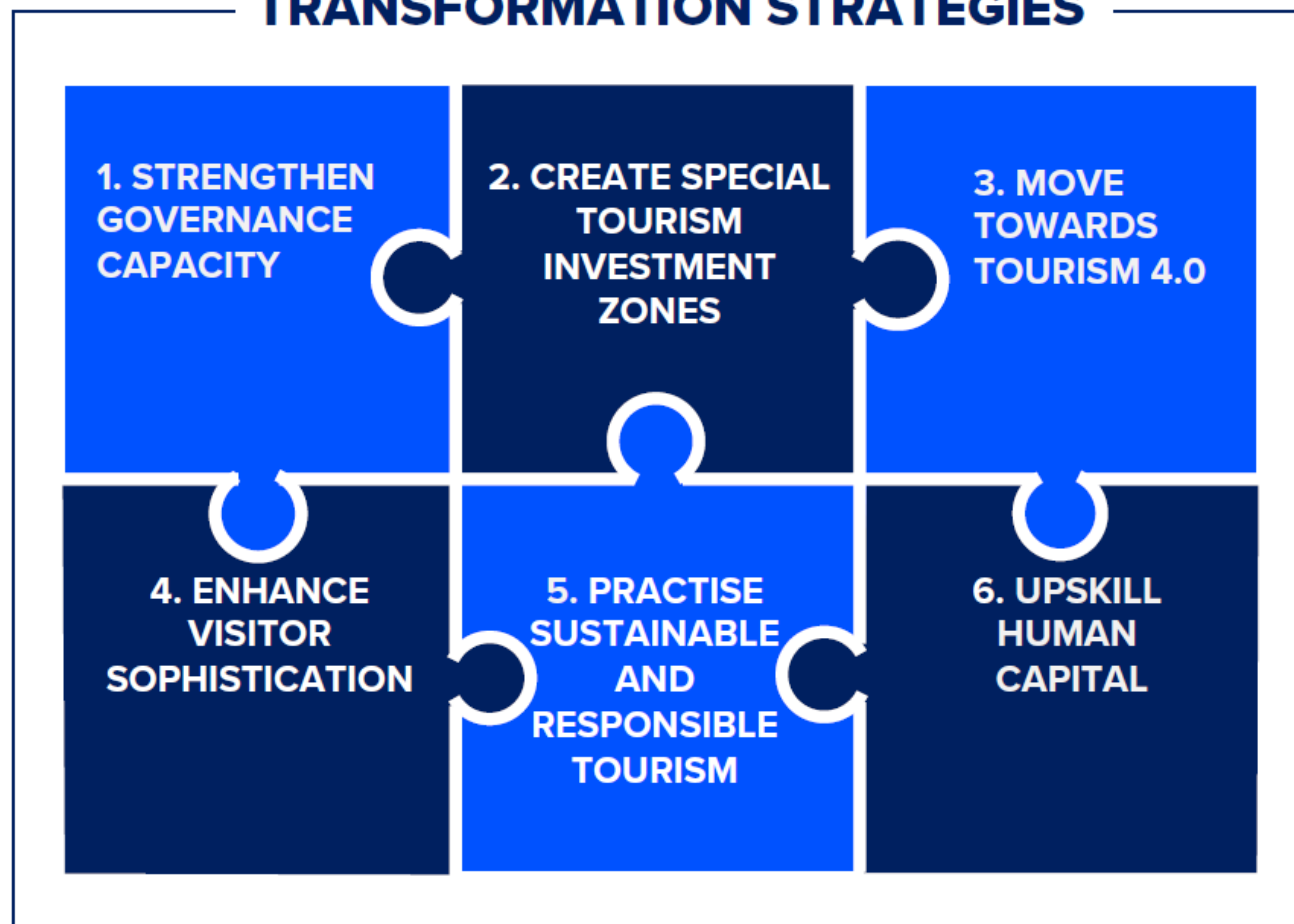 TRANSFORMATION STRATEGIES
1. STRENGTHEN
GOVERNANCE
CAPACITY
2. CREATE SPECIAL
TOURISM
INVESTMENT
ZONES
3. MOVE
TOWARDS
TOURISM 4.0
4. ENHANCE
VISITOR
SOPHISTICATION
5. PRACTISE
SUSTAINABLE
AND
RESPONSIBLE
TOURISM
6. UPSKILL
HUMAN
CAPITAL